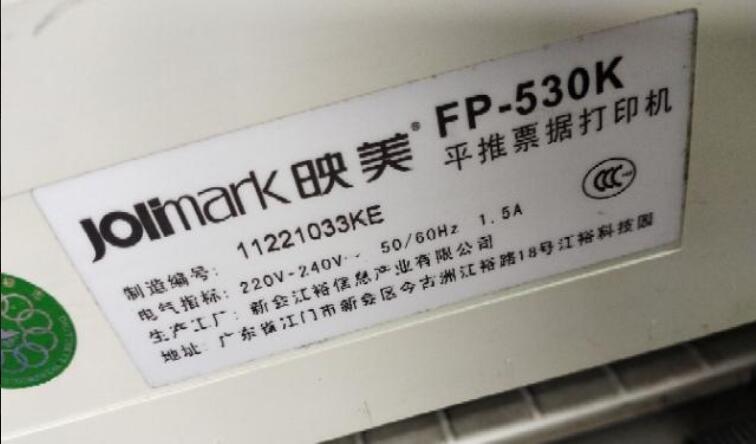 Jolimark 映美® FP-530K
平推票据打印机
CCC
制造编号: 11221033KE
电气指标: 220V-240V~ 50/60Hz 1.5A
生产工厂: 新会江裕信息产业有限公司
地址: 广东省江门市新会区今古洲江裕路18号江裕科技园